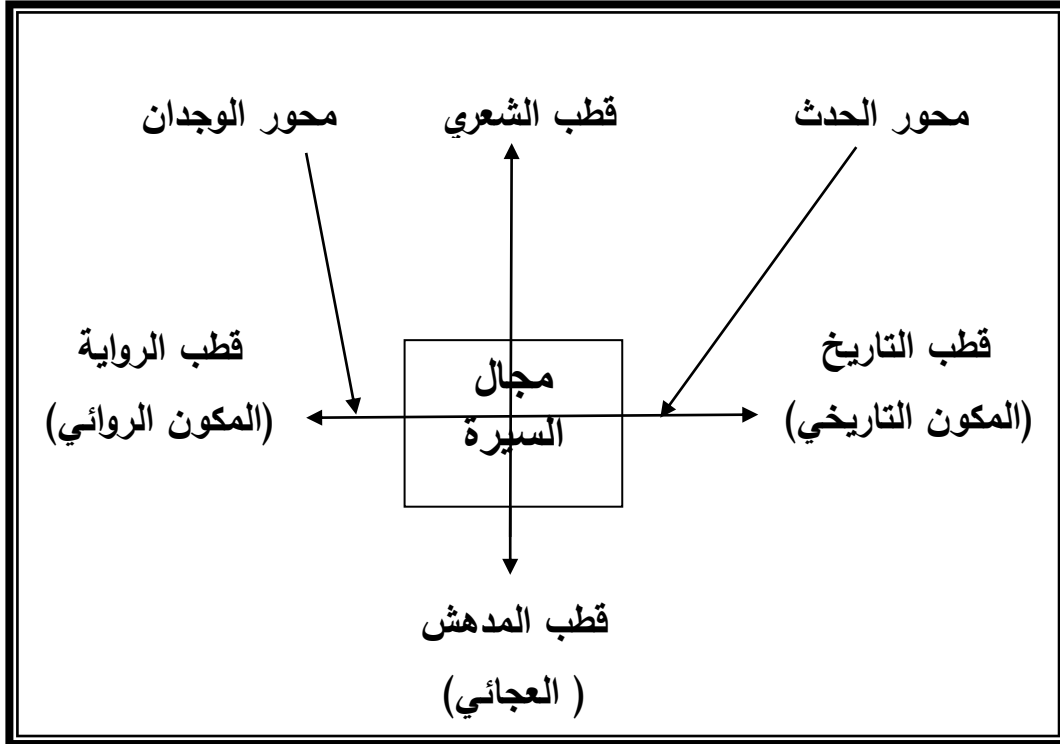 محور الحدث
قطب الشعري
محور الوجدان
قطب التاريخ
(المكون التاريخي)
مجال
السيرة
قطب الرواية
(المكون الروائي)
قطب المدهش
( العجائي)